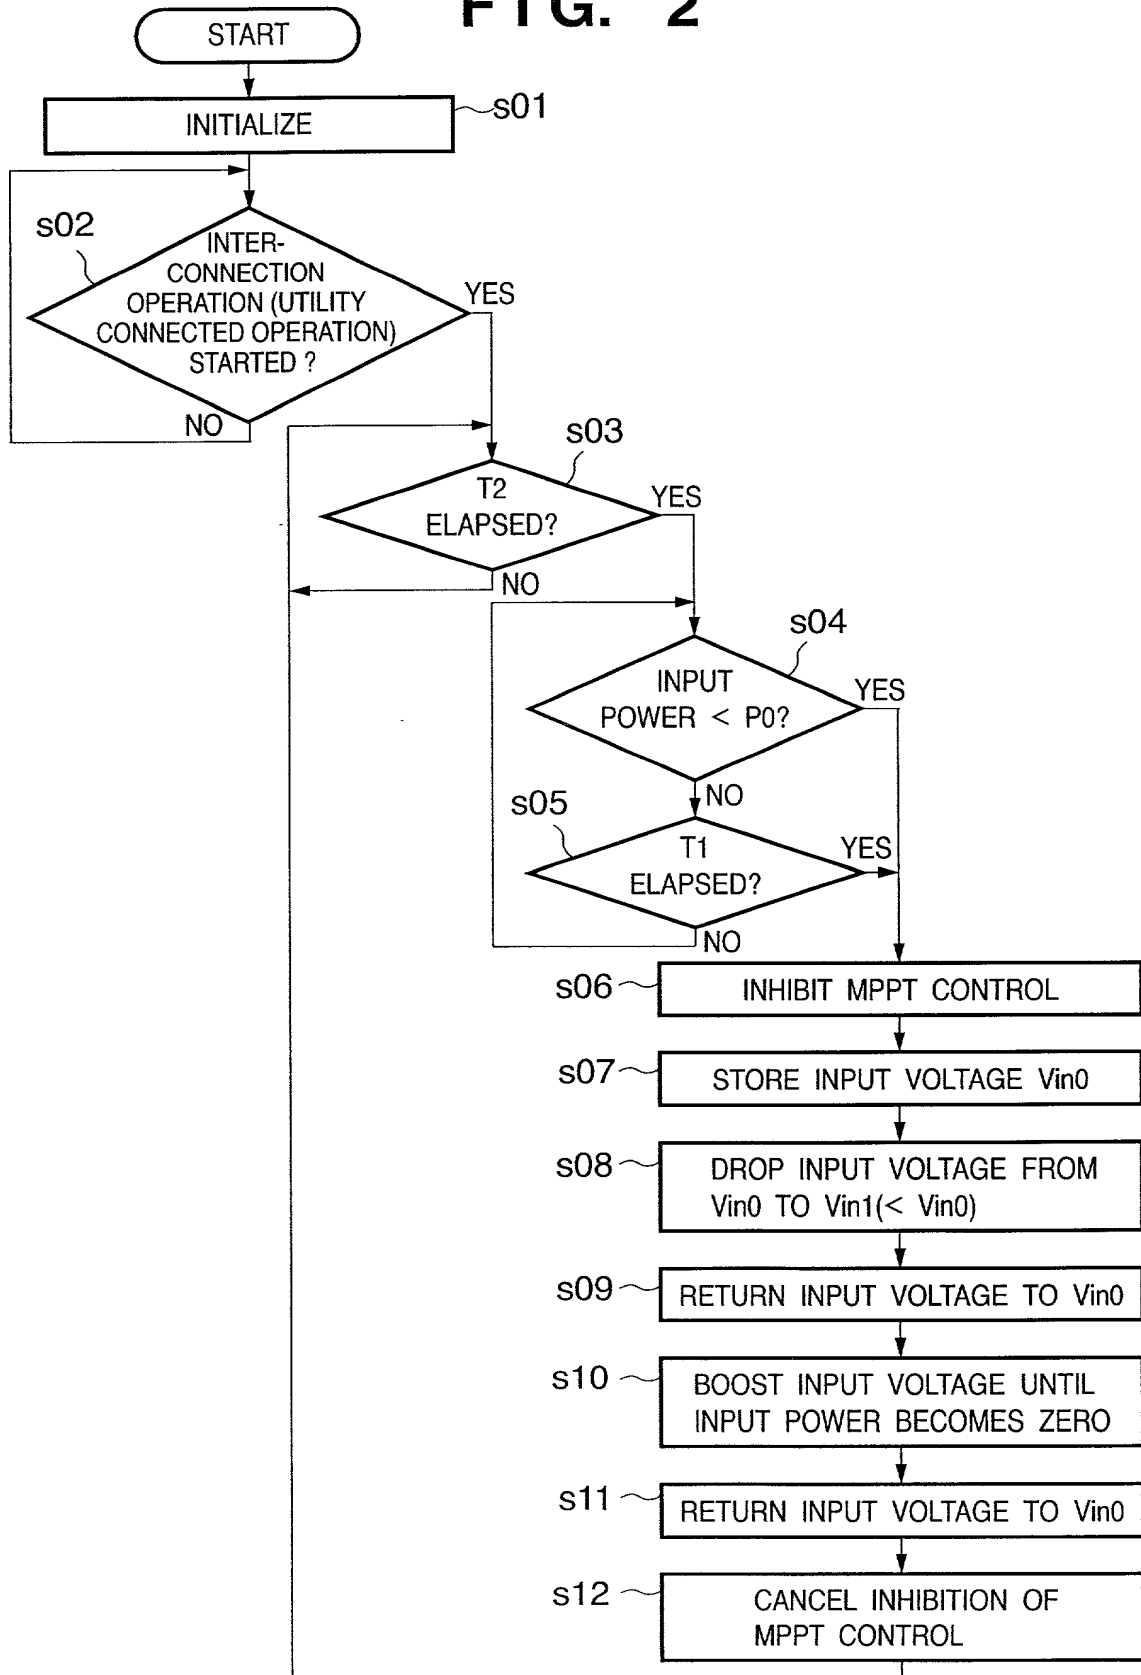 FIG. 2
START
INITIALIZE
s01
s02
INTER-
CONNECTION
OPERATION (UTILITY
CONNECTED OPERATION)
STARTED ?
YES
NO
s03
T2
ELAPSED?
YES
NO
s04
INPUT
POWER < P0?
YES
NO
s05
T1
ELAPSED?
YES
NO
s06
INHIBIT MPPT CONTROL
s07
STORE INPUT VOLTAGE Vin0
s08
DROP INPUT VOLTAGE FROM
Vin0 TO Vin1(< Vin0)
s09
RETURN INPUT VOLTAGE TO Vin0
s10
BOOST INPUT VOLTAGE UNTIL
INPUT POWER BECOMES ZERO
s11
RETURN INPUT VOLTAGE TO Vin0
s12
CANCEL INHIBITION OF
MPPT CONTROL